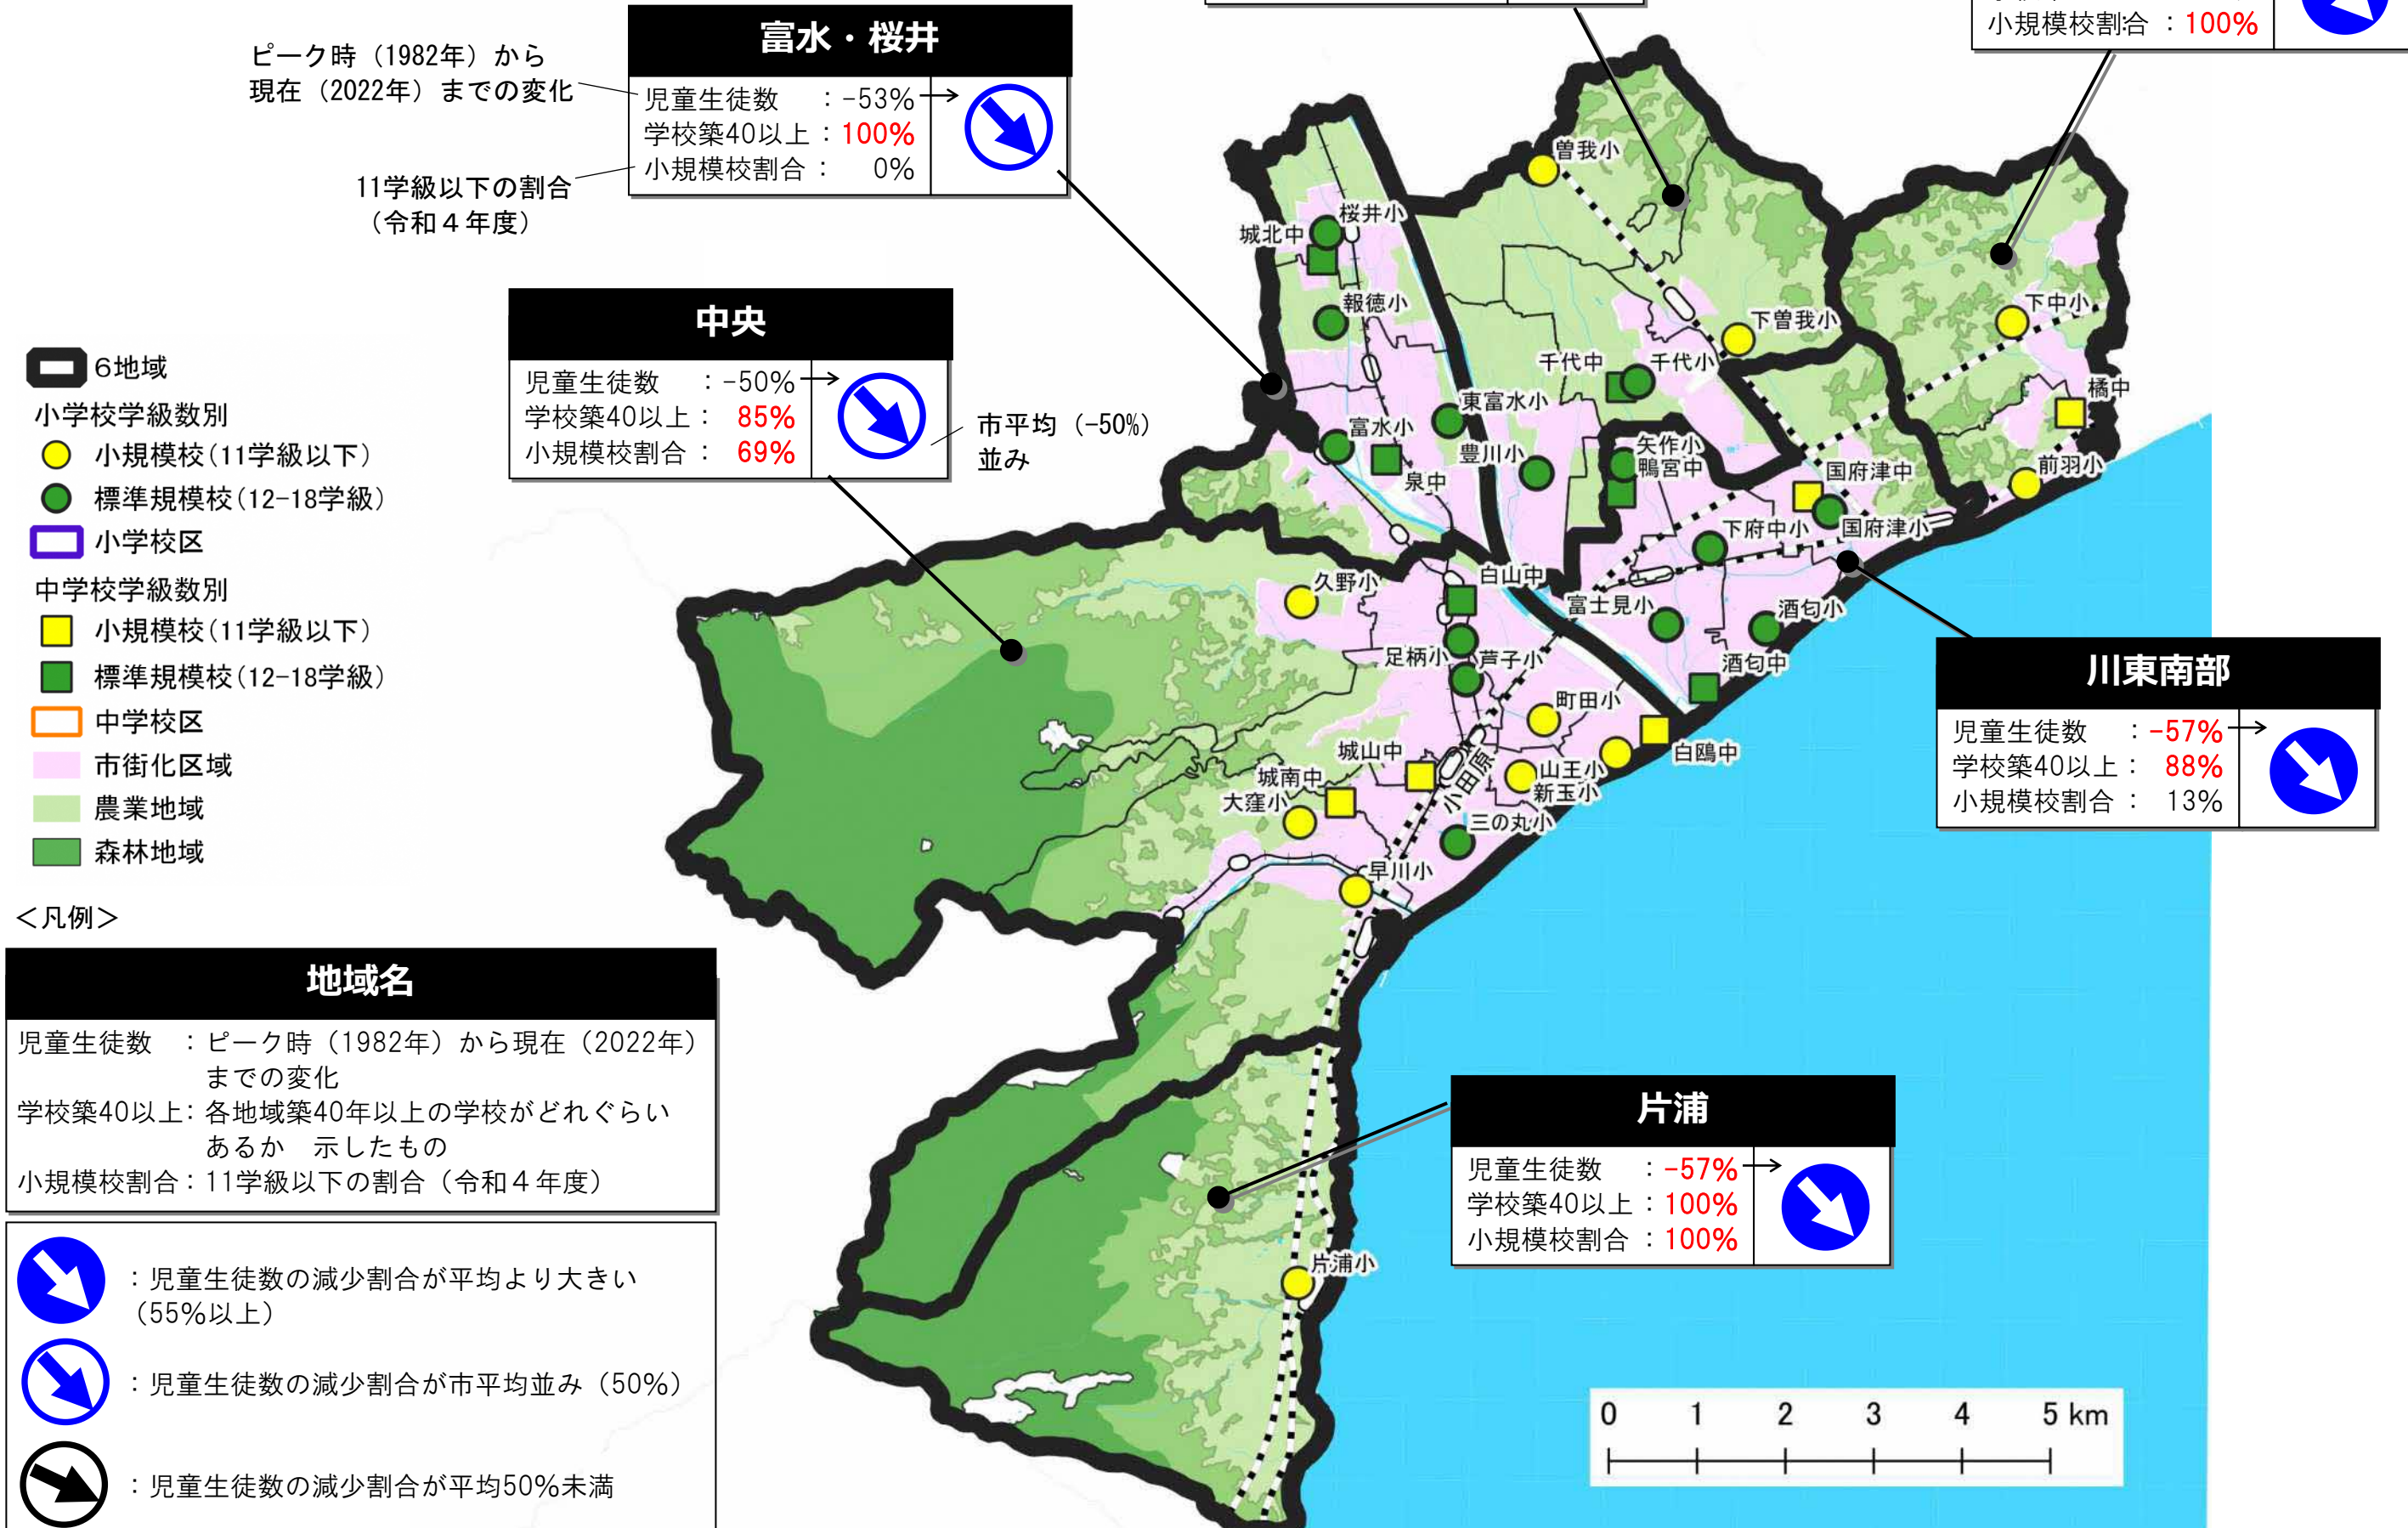 小規模校割合 : 100%
富水・桜井
ピーク時（1982年）から
現在（2022年）までの変化
児童生徒数 : -53%
学校築40以上 : 100%
小規模校割合 : 0%
11学級以下の割合
（令和４年度）
中央
児童生徒数 : -50%
学校築40以上 : 85%
小規模校割合 : 69%
市平均（-50%）
並み
6地域
小学校学級数別
小規模校(11学級以下)
標準規模校(12-18学級)
小学校区
中学校学級数別
小規模校(11学級以下)
標準規模校(12-18学級)
中学校区
市街化区域
農業地域
森林地域
曽我小
桜井小
城北中
報徳小
下曽我小
下中小
千代中
千代小
橘中
東富水小
富水小
泉中
豊川小
矢作小
鴨宮中
国府津中
前羽小
下府中小
国府津小
久野小
白山中
富士見小
酒匂小
足柄小
芦子小
酒匂中
町田小
白鴎中
城山中
小田原
山王小
新玉小
城南中
大窪小
三の丸小
早川小
片浦小
川東南部
児童生徒数 : -57%
学校築40以上 : 88%
小規模校割合 : 13%
片浦
児童生徒数 : -57%
学校築40以上 : 100%
小規模校割合 : 100%
＜凡例＞
地域名
児童生徒数 : ピーク時（1982年）から現在（2022年）
までの変化
学校築40以上: 各地域築40年以上の学校がどれぐらい
あるか　示したもの
小規模校割合: 11学級以下の割合（令和４年度）
: 児童生徒数の減少割合が平均より大きい
（55%以上）
: 児童生徒数の減少割合が市平均並み（50%）
: 児童生徒数の減少割合が平均50%未満
0 1 2 3 4 5 km